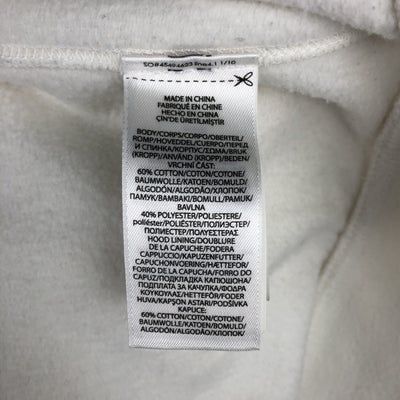 MADE IN CHINA
FABRIQUÉ EN CHINE
HECHO EN CHINA
ÇİN'DE ÜRETİLMİŞTİR
BODY/CORPS/CORPO/OBERTEIL/
ROMP/HOVEDDEL/CUERPO/ПЕРЕД
И СПИНКА/КОРПУС/ΣΩΜΑ/BRUK
(KROPP)/ANVÄND (KROPP)/BEDEN/
VRCHNÍ ČÁST:
60% COTTON/COTON/COTONE/
BAUMWOLLE/KATOEN/BOMULD/
ALGODÓN/ALGODÃO/ХЛОПОК/
ПАМУК/ΒΑΜΒΑΚΙ/BOMULL/PAMUK/
BAVLNA
40% POLYESTER/POLIESTERE/
POLIÉSTER/ПОЛИЭСТЕР/
ПОЛИЕСТЕР/ΠΟΛΥΕΣΤΕΡΑΣ
HOOD LINING/DOUBLURE
DE LA CAPUCHE/FODERA
CAPPUCCIO/KAPUZENFUTTER/
CAPUCHONVOERING/HÆTTEFOR/
FORRO DE LA CAPUCHA/FORRO DO
CAPUZ/ПОДКЛАДКА КАПЮШОНА/
ПОДПЛАТА ЗА КАЧУЛКА/ΦΟΔΡΑ
ΚΟΥΚΟΥΛΑΣ/HETTEFÔR/FODER
HUVA/KAPŞON ASTARI/PODŠÍVKA
KAPUCE:
60% COTTON/COTON/COTONE/
BAUMWOLLE/KATOEN/BOMULD/
ALGODÓN/ALGODÃO/ХЛОПОК/